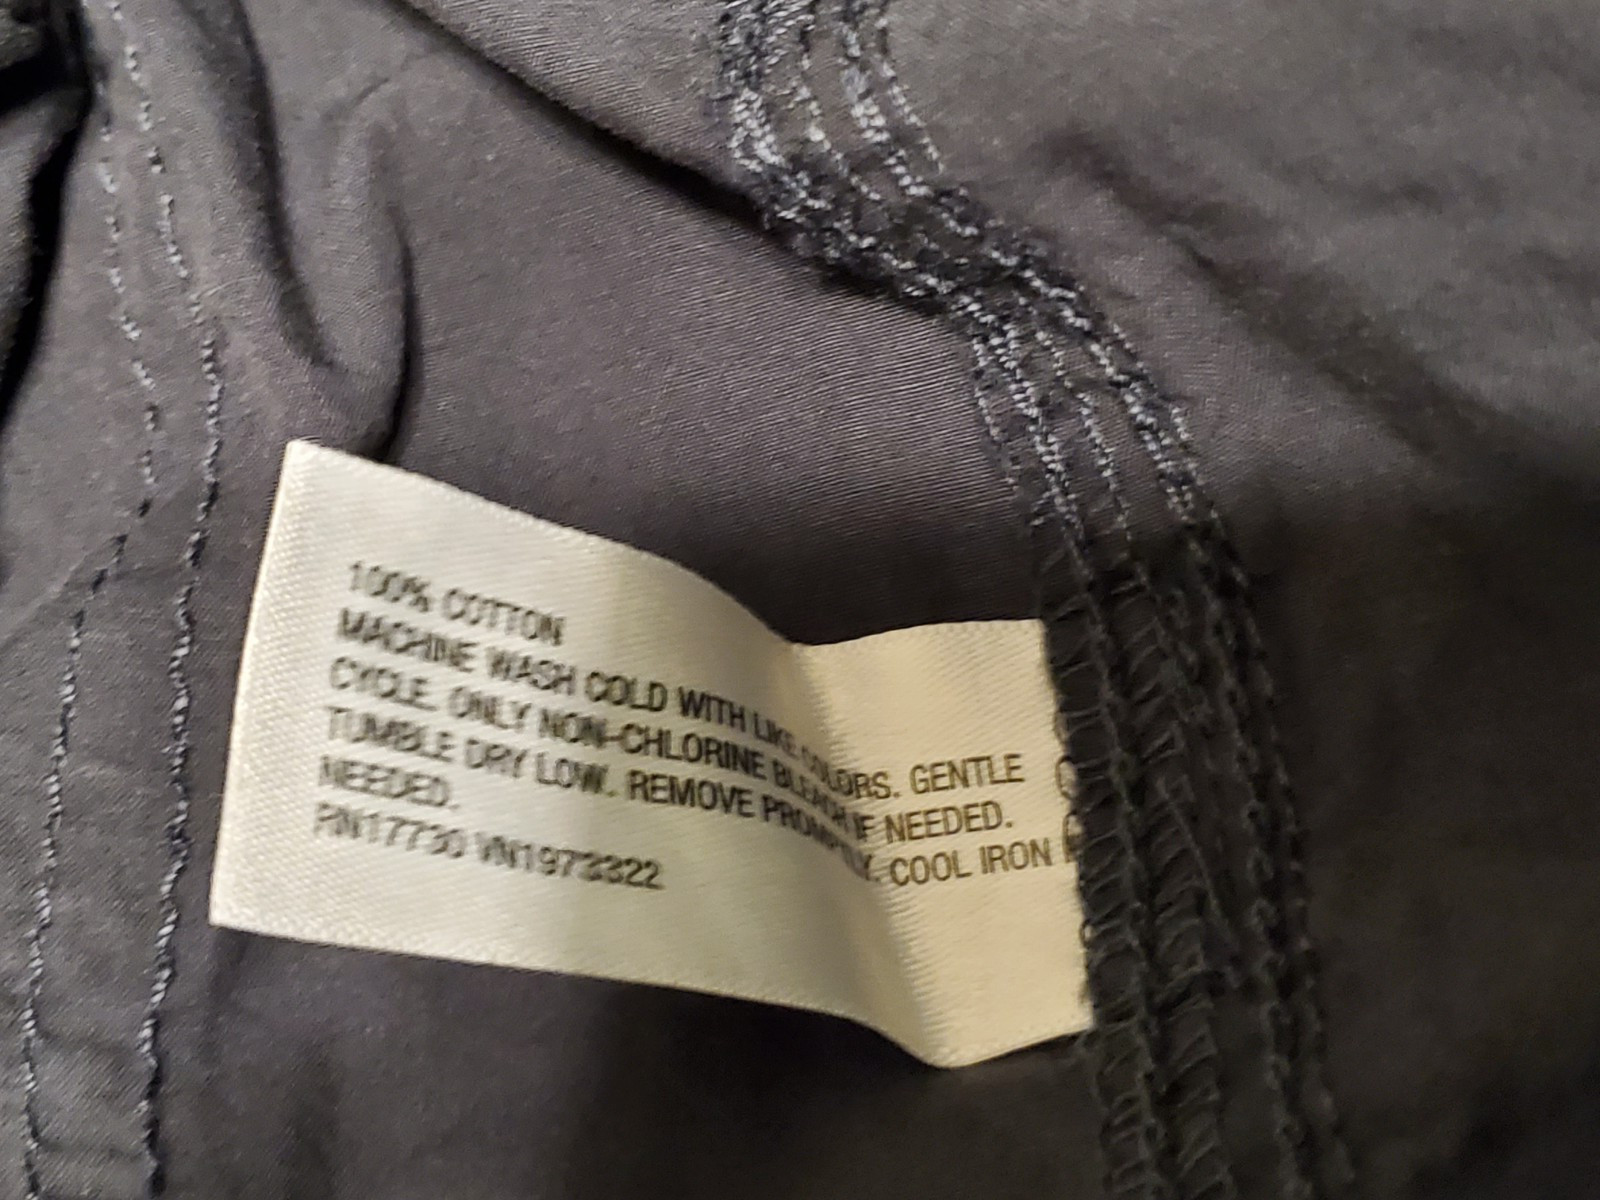 100% COTTON
MACHINE WASH COLD WITH LIKE COLORS. GENTLE
CYCLE. ONLY NON-CHLORINE BLEACH IF NEEDED.
TUMBLE DRY LOW. REMOVE PROMPTLY. COOL IRON
NEEDED.
RN17730 VN1973322